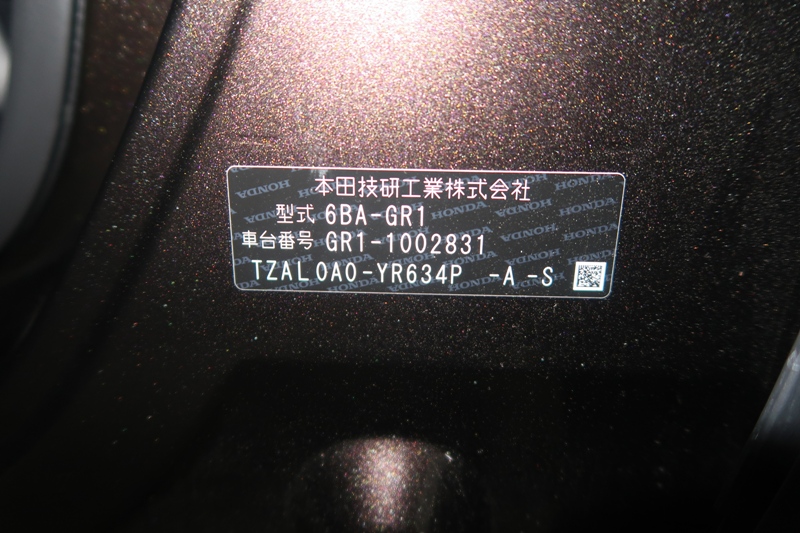 本田技研工業株式会社
型式 6BA-GR1
車台番号 GR1-1002831
TZAL0A0-YR634P -A -S